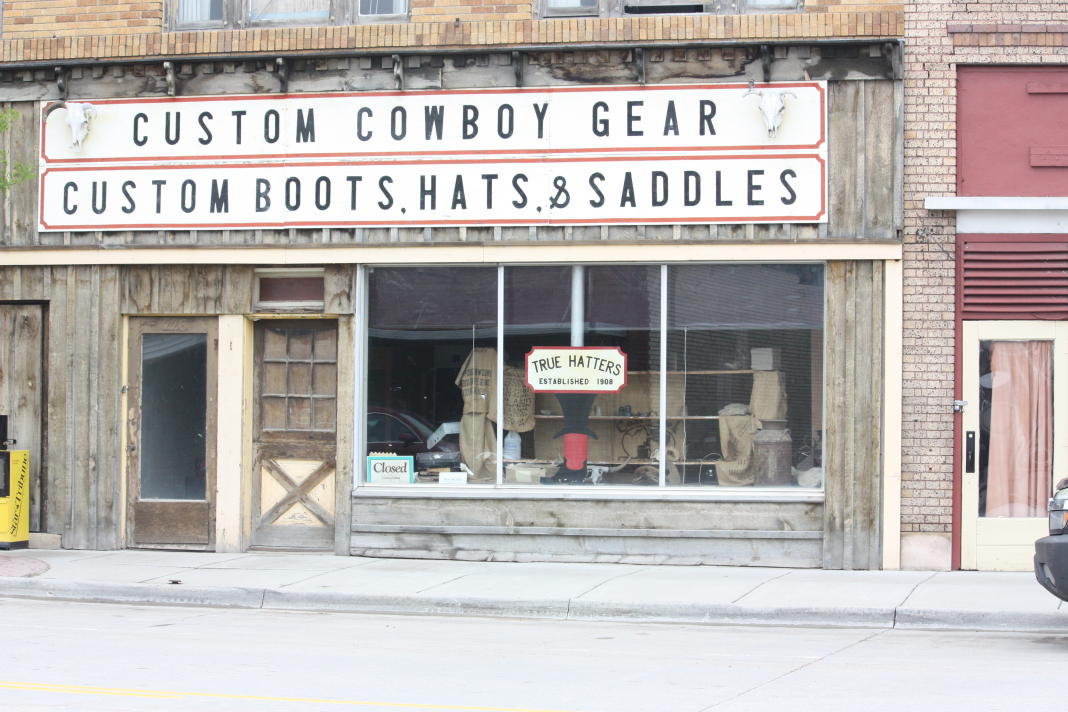 CUSTOM COWBOY GEAR
CUSTOM BOOTS, HATS, & SADDLES
TRUE HATTERS
ESTABLISHED 1908
Closed